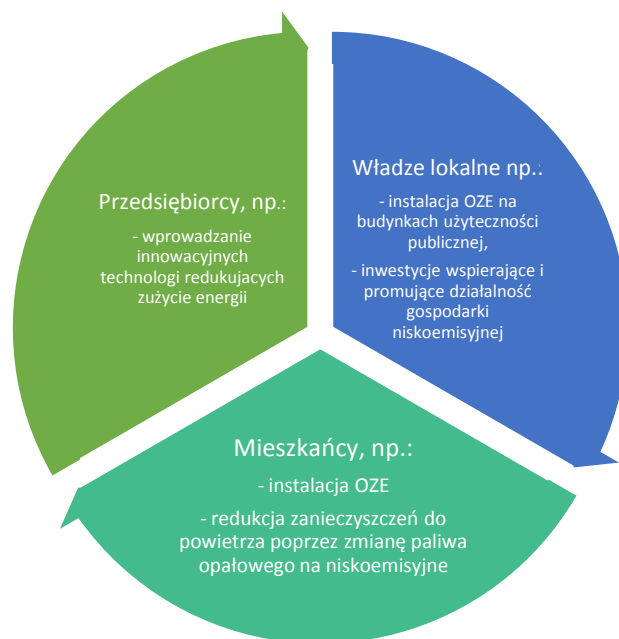 Władze lokalne np.:
- instalacja OZE na
budynkach użyteczności
publicznej,
- inwestycje wspierające i
promujące działalność
gospodarki
niskoemisyjnej
Mieszkańcy, np.:
- instalacja OZE
- redukcja zanieczyszczeń do
powietrza poprzez zmianę paliwa
opałowego na niskoemisyjne
Przedsiębiorcy, np.:
- wprowadzanie
innowacyjnych
technologi redukujacych
zużycie energii